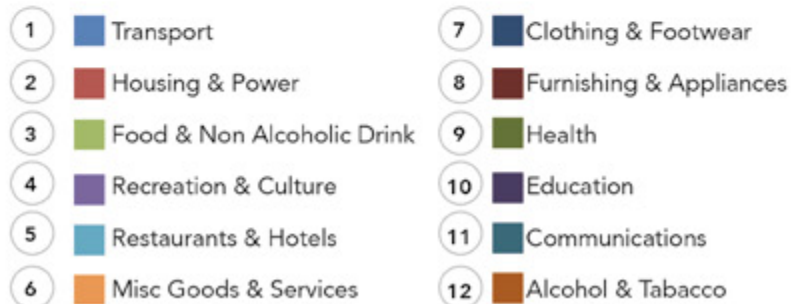 1 Transport
2 Housing & Power
3 Food & Non Alcoholic Drink
4 Recreation & Culture
5 Restaurants & Hotels
6 Misc Goods & Services
7 Clothing & Footwear
8 Furnishing & Appliances
9 Health
10 Education
11 Communications
12 Alcohol & Tabacco